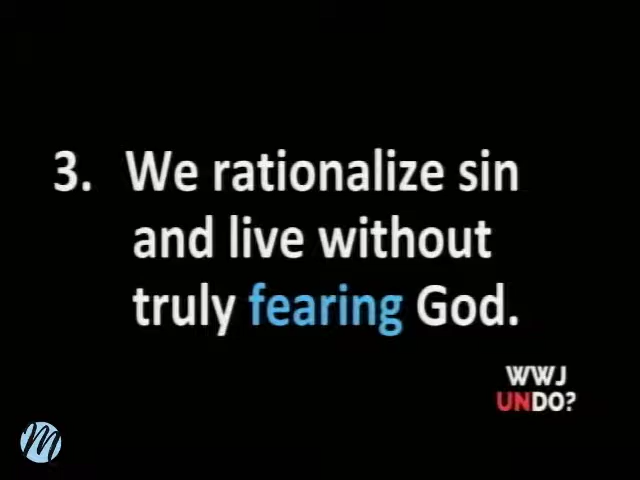 3. We rationalize sin
and live without
truly fearing God.
WWJ
UNDO?
M